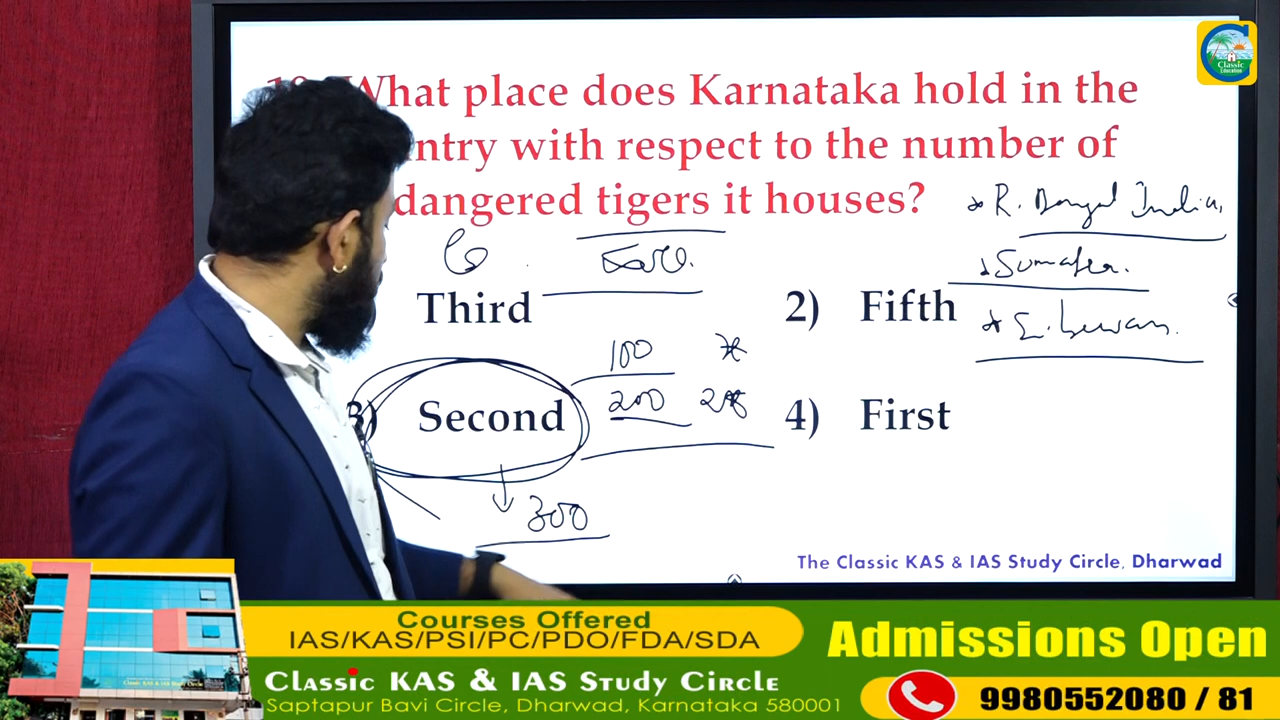 Classic
Education
What place does Karnataka hold in the
ntry with respect to the number of
dangered tigers it houses?
Third
2) Fifth
3) Second
4) First
100
200
300
The Classic KAS & IAS Study Circle, Dharwad
Courses Offered
IAS/KAS/PSI/PC/PDO/FDA/SDA
Classic KAS & IAS Study Circle
Saptapur Bavi Circle, Dharwad, Karnataka 580001
Admissions Open
9980552080 / 81